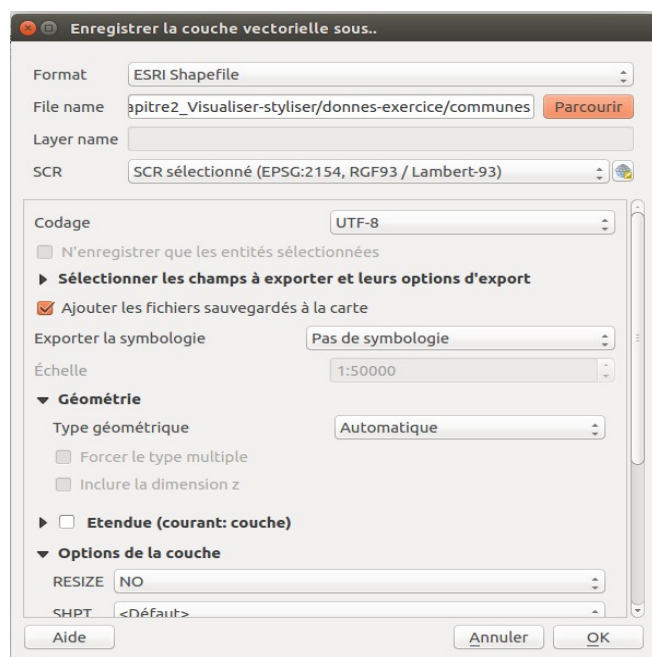 Enregistrer la couche vectorielle sous..
Format ESRI Shapefile
File name apitre2_Visualiser-styliser/donnes-exercice/communes Parcourir
Layer name
SCR SCR sélectionné (EPSG:2154, RGF93 / Lambert-93)
Codage UTF-8
N'enregistrer que les entités sélectionnées
Sélectionner les champs à exporter et leurs options d'export
Ajouter les fichiers sauvegardés à la carte
Exporter la symbologie Pas de symbologie
Échelle 1:50000
Géométrie
Type géométrique Automatique
Forcer le type multiple
Inclure la dimension z
Etendue (courant: couche)
Options de la couche
RESIZE NO
SHPT <Défaut>
Aide Annuler OK